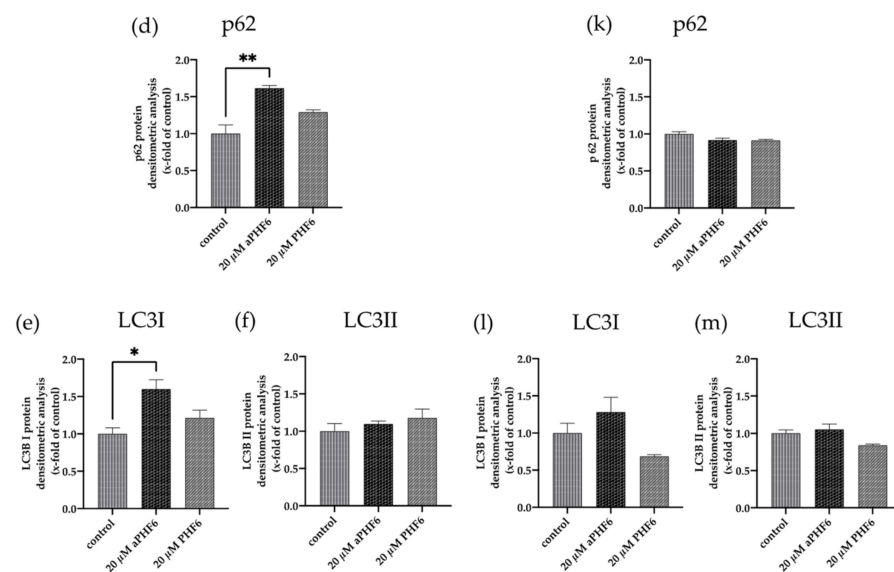 (d) p62
p62 protein
densitometric analysis
(x-fold of control)
2.0
1.5
1.0
0.5
0.0
**
control
20 µM aPHF6
20 µM PHF6
(k) p62
p 62 protein
densitometric analysis
(x-fold of control)
2.0
1.5
1.0
0.5
0.0
control
20 µM aPHF6
20 µM PHF6
(e) LC3I
LC3B I protein
densitometric analysis
(x-fold of control)
2.0
1.5
1.0
0.5
0.0
*
control
20 µM aPHF6
20 µM PHF6
(f) LC3II
LC3B II protein
densitometric analysis
(x-fold of control)
2.0
1.5
1.0
0.5
0.0
control
20 µM aPHF6
20 µM PHF6
(l) LC3I
LC3B I protein
densitometric analysis
(x-fold of control)
2.0
1.5
1.0
0.5
0.0
control
20 µM aPHF6
20 µM PHF6
(m) LC3II
LC3B II protein
densitometric analysis
(x-fold of control)
2.0
1.5
1.0
0.5
0.0
control
20 µM aPHF6
20 µM PHF6